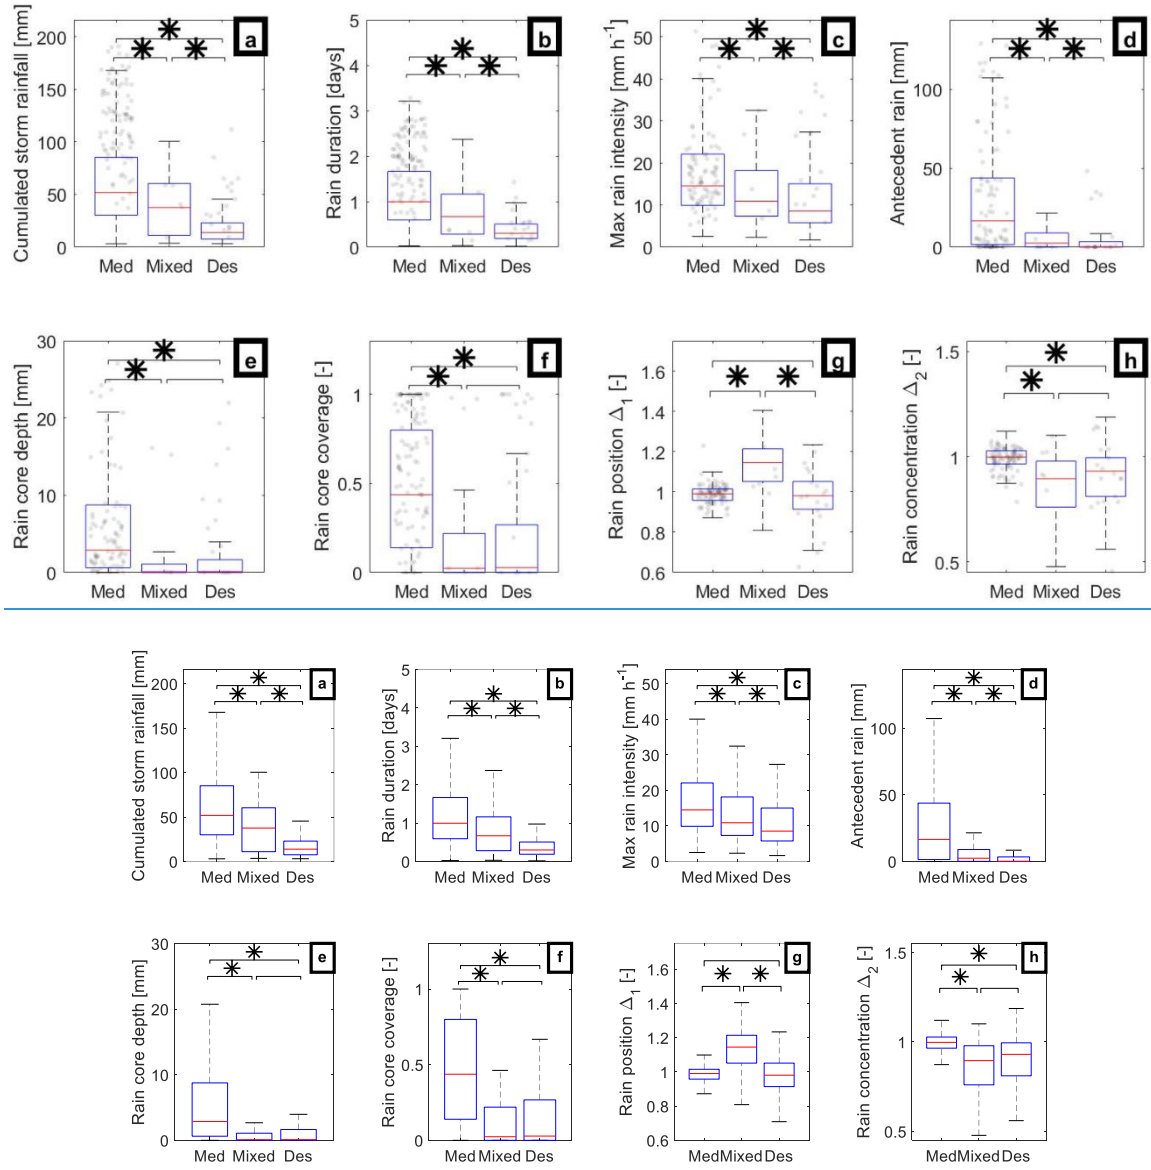 Cumulated storm rainfall [mm]
200
150
100
50
0
Med Mixed Des
a
Rain duration [days]
5
4
3
2
1
0
Med Mixed Des
b
Max rain intensity [mm h-1]
50
40
30
20
10
0
Med Mixed Des
c
Antecedent rain [mm]
100
50
0
Med Mixed Des
d
Rain core depth [mm]
30
20
10
0
Med Mixed Des
e
Rain core coverage [-]
1
0.5
0
Med Mixed Des
f
Rain position Δ1 [-]
1.6
1.4
1.2
1
0.8
0.6
Med Mixed Des
g
Rain concentration Δ2 [-]
1.5
1
0.5
Med Mixed Des
h
Cumulated storm rainfall [mm]
200
150
100
50
0
Med Mixed Des
a
Rain duration [days]
5
4
3
2
1
0
Med Mixed Des
b
Max rain intensity [mm h-1]
50
40
30
20
10
0
Med Mixed Des
c
Antecedent rain [mm]
100
50
0
Med Mixed Des
d
Rain core depth [mm]
30
20
10
0
Med Mixed Des
e
Rain core coverage [-]
1
0.5
0
Med Mixed Des
f
Rain position Δ1 [-]
1.6
1.4
1.2
1
0.8
0.6
MedMixed Des
g
Rain concentration Δ2 [-]
1.5
1
0.5
MedMixed Des
h